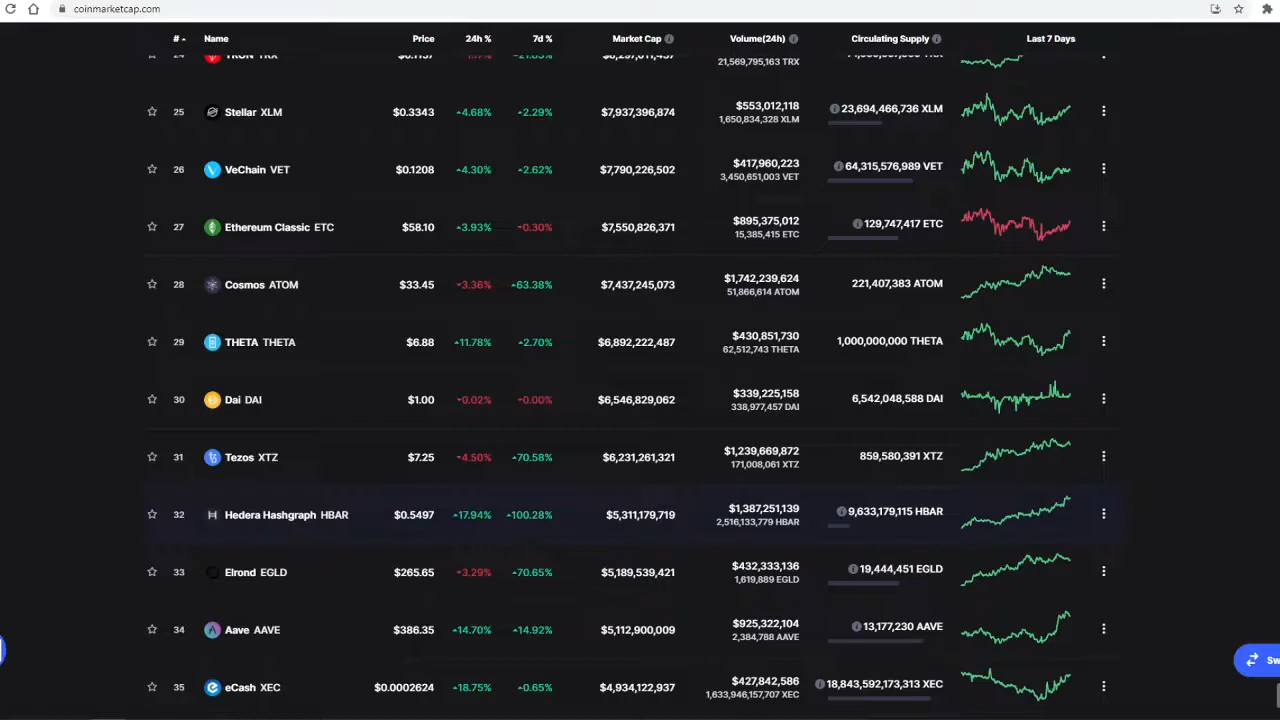 coinmarketcap.com
# Name Price 24h % 7d % Market Cap Volume(24h) Circulating Supply Last 7 Days
24 TRON TRX
21,569,795,163 TRX
25 Stellar XLM $0.3343 4.68% 2.29% $7,937,396,874 $553,012,118 23,694,466,736 XLM
1,650,834,328 XLM
26 VeChain VET $0.1208 4.30% 2.62% $7,790,226,502 $417,960,223 64,315,576,989 VET
3,450,651,003 VET
27 Ethereum Classic ETC $58.10 3.93% 0.30% $7,550,826,371 $895,375,012 129,747,417 ETC
15,385,415 ETC
28 Cosmos ATOM $33.45 3.36% 63.38% $7,437,245,073 $1,742,239,624 221,407,383 ATOM
51,866,614 ATOM
29 THETA THETA $6.88 11.78% 2.70% $6,892,222,487 $430,851,730 1,000,000,000 THETA
62,512,743 THETA
30 Dai DAI $1.00 0.02% 0.00% $6,546,829,062 $339,225,158 6,542,048,588 DAI
338,977,457 DAI
31 Tezos XTZ $7.25 4.50% 70.58% $6,231,261,321 $1,239,669,872 859,580,391 XTZ
171,008,061 XTZ
32 Hedera Hashgraph HBAR $0.5497 17.94% 100.28% $5,311,179,719 $1,387,251,139 9,633,179,115 HBAR
2,516,133,779 HBAR
33 Elrond EGLD $265.65 3.29% 70.65% $5,189,539,421 $432,333,136 19,444,451 EGLD
1,619,889 EGLD
34 Aave AAVE $386.35 14.70% 14.92% $5,112,900,009 $925,322,104 13,177,230 AAVE
2,384,788 AAVE
35 eCash XEC $0.0002624 18.75% 0.65% $4,934,122,937 $427,842,586 18,843,592,173,313 XEC
1,633,946,157,707 XEC
Sw